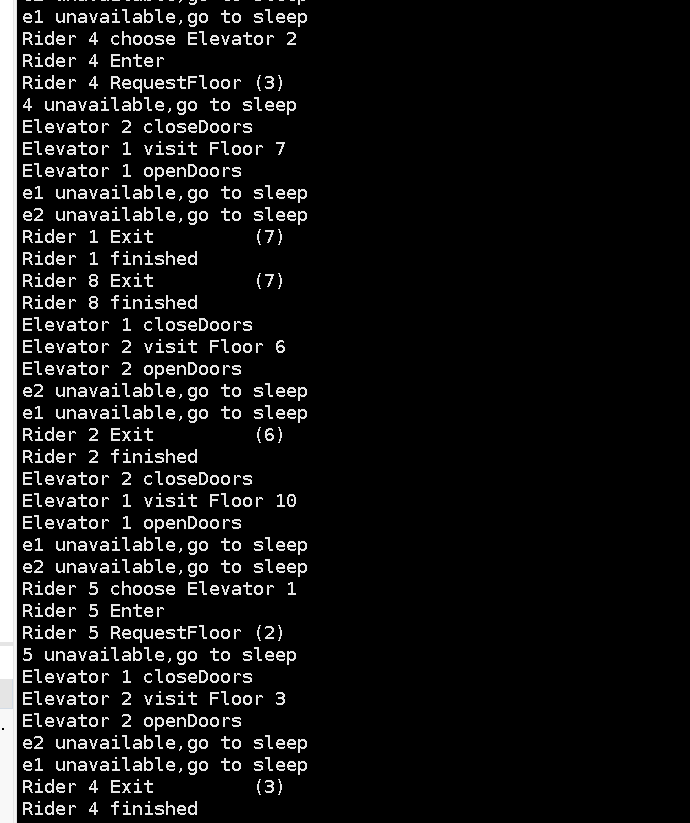 e2 unavailable,go to sleep
e1 unavailable,go to sleep
Rider 4 choose Elevator 2
Rider 4 Enter
Rider 4 RequestFloor (3)
4 unavailable,go to sleep
Elevator 2 closeDoors
Elevator 1 visit Floor 7
Elevator 1 openDoors
e1 unavailable,go to sleep
e2 unavailable,go to sleep
Rider 1 Exit         (7)
Rider 1 finished
Rider 8 Exit         (7)
Rider 8 finished
Elevator 1 closeDoors
Elevator 2 visit Floor 6
Elevator 2 openDoors
e2 unavailable,go to sleep
e1 unavailable,go to sleep
Rider 2 Exit         (6)
Rider 2 finished
Elevator 2 closeDoors
Elevator 1 visit Floor 10
Elevator 1 openDoors
e1 unavailable,go to sleep
e2 unavailable,go to sleep
Rider 5 choose Elevator 1
Rider 5 Enter
Rider 5 RequestFloor (2)
5 unavailable,go to sleep
Elevator 1 closeDoors
Elevator 2 visit Floor 3
Elevator 2 openDoors
e2 unavailable,go to sleep
e1 unavailable,go to sleep
Rider 4 Exit         (3)
Rider 4 finished